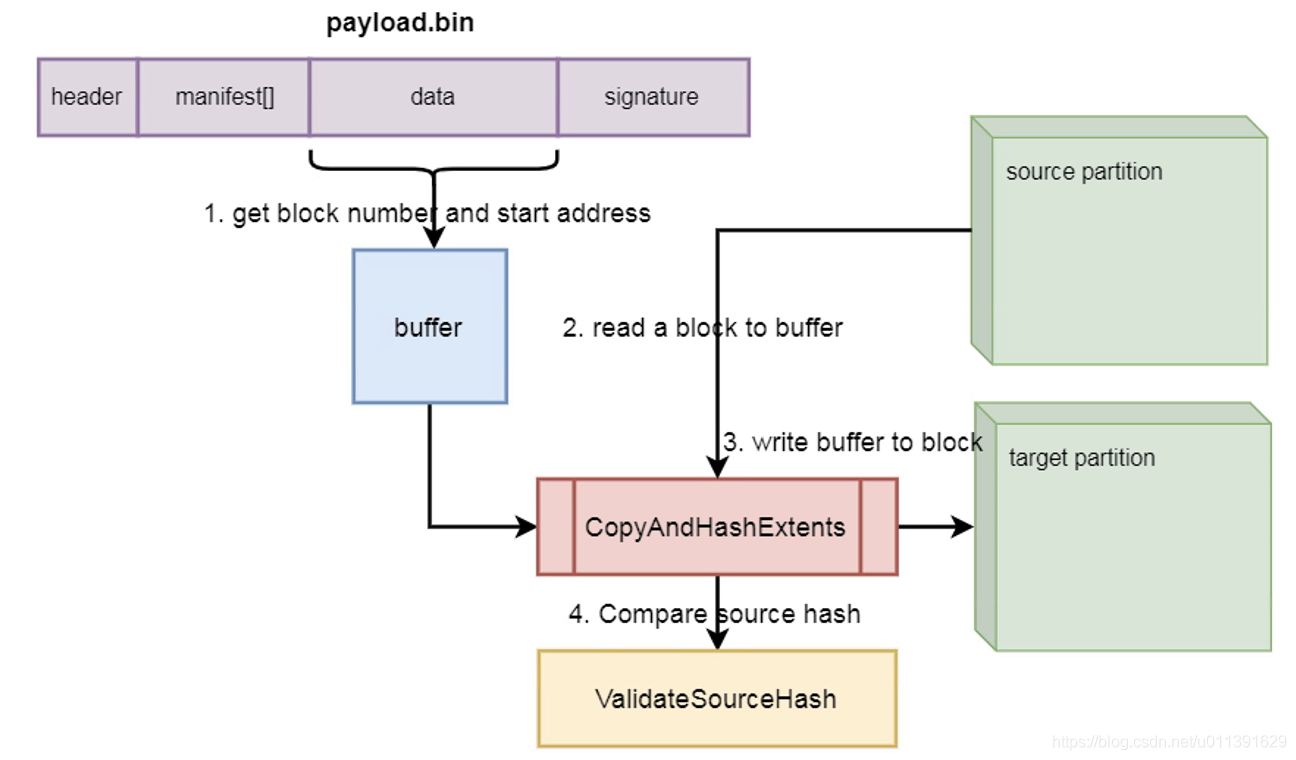 payload.bin
header
manifest[]
data
signature
source partition
1. get block number and start address
buffer
2. read a block to buffer
3. write buffer to block
target partition
CopyAndHashExtents
4. Compare source hash
ValidateSourceHash
https://blog.csdn.net/u011391629